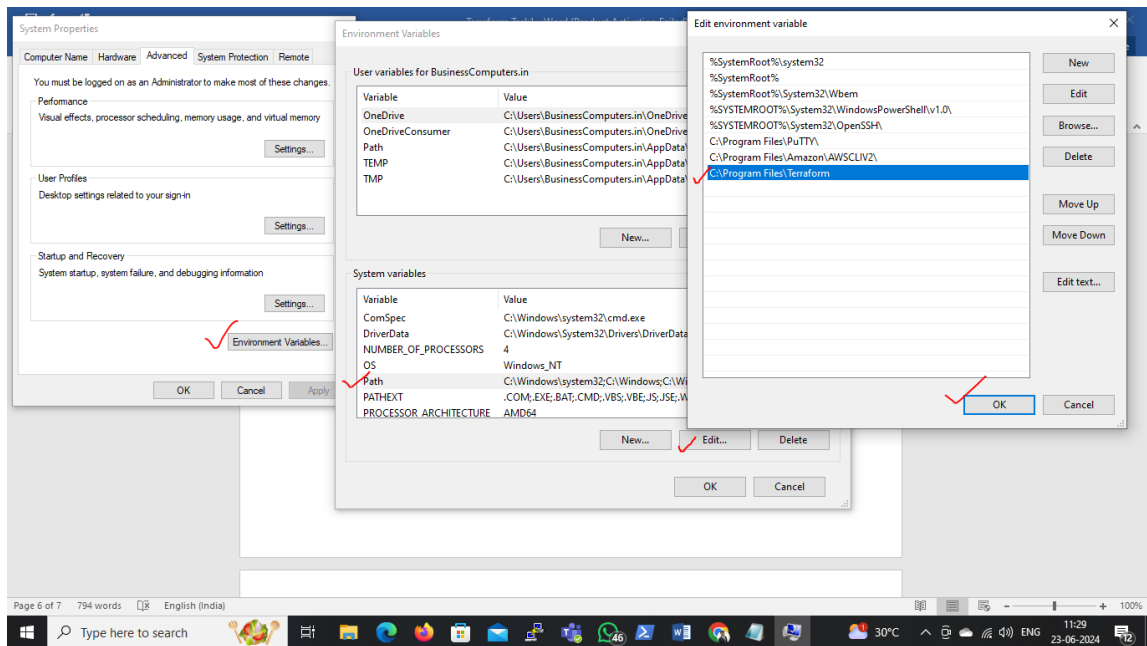 System Properties
Computer Name Hardware Advanced System Protection Remote
You must be logged on as an Administrator to make most of these changes.
Performance
Visual effects, processor scheduling, memory usage, and virtual memory
Settings...
User Profiles
Desktop settings related to your sign-in
Settings...
Startup and Recovery
System startup, system failure, and debugging information
Settings...
Environment Variables...
OK Cancel Apply
Environment Variables
User variables for BusinessComputers.in
Variable Value
OneDrive C:\Users\BusinessComputers.in\OneDrive
OneDriveConsumer C:\Users\BusinessComputers.in\OneDrive
Path C:\Users\BusinessComputers.in\AppData\
TEMP C:\Users\BusinessComputers.in\AppData\
TMP C:\Users\BusinessComputers.in\AppData\
New...
System variables
Variable Value
ComSpec C:\Windows\system32\cmd.exe
DriverData C:\Windows\System32\Drivers\DriverData
NUMBER_OF_PROCESSORS 4
OS Windows_NT
Path C:\Windows\system32;C:\Windows;C:\Wi
PATHEXT .COM;.EXE;.BAT;.CMD;.VBS;.VBE;.JS;.JSE;.W
PROCESSOR_ARCHITECTURE AMD64
New... Edit... Delete
OK Cancel
Edit environment variable
%SystemRoot%\system32
%SystemRoot%
%SystemRoot%\System32\Wbem
%SYSTEMROOT%\System32\WindowsPowerShell\v1.0\
%SYSTEMROOT%\System32\OpenSSH\
C:\Program Files\PuTTY\
C:\Program Files\Amazon\AWSCLIV2\
C:\Program Files\Terraform
New
Edit
Browse...
Delete
Move Up
Move Down
Edit text...
OK Cancel
Page 6 of 7 794 words English (India)
100%
Type here to search
46
30°C
ENG
11:29
23-06-2024
12